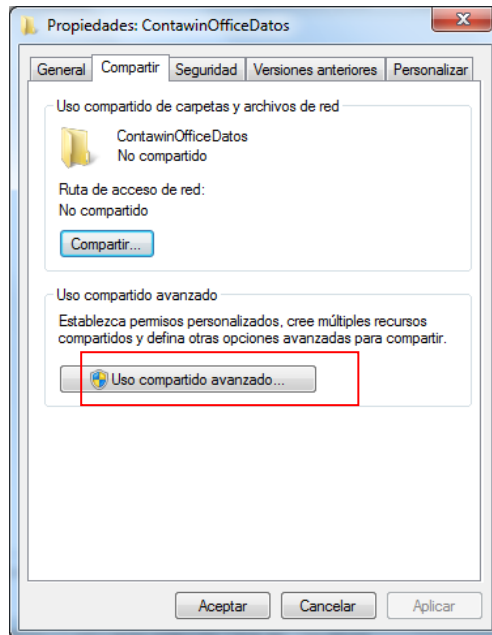 Propiedades: ContawinOfficeDatos
General Compartir Seguridad Versiones anteriores Personalizar
Uso compartido de carpetas y archivos de red
ContawinOfficeDatos
No compartido
Ruta de acceso de red:
No compartido
Compartir...
Uso compartido avanzado
Establezca permisos personalizados, cree múltiples recursos
compartidos y defina otras opciones avanzadas para compartir.
Uso compartido avanzado...
Aceptar Cancelar Aplicar